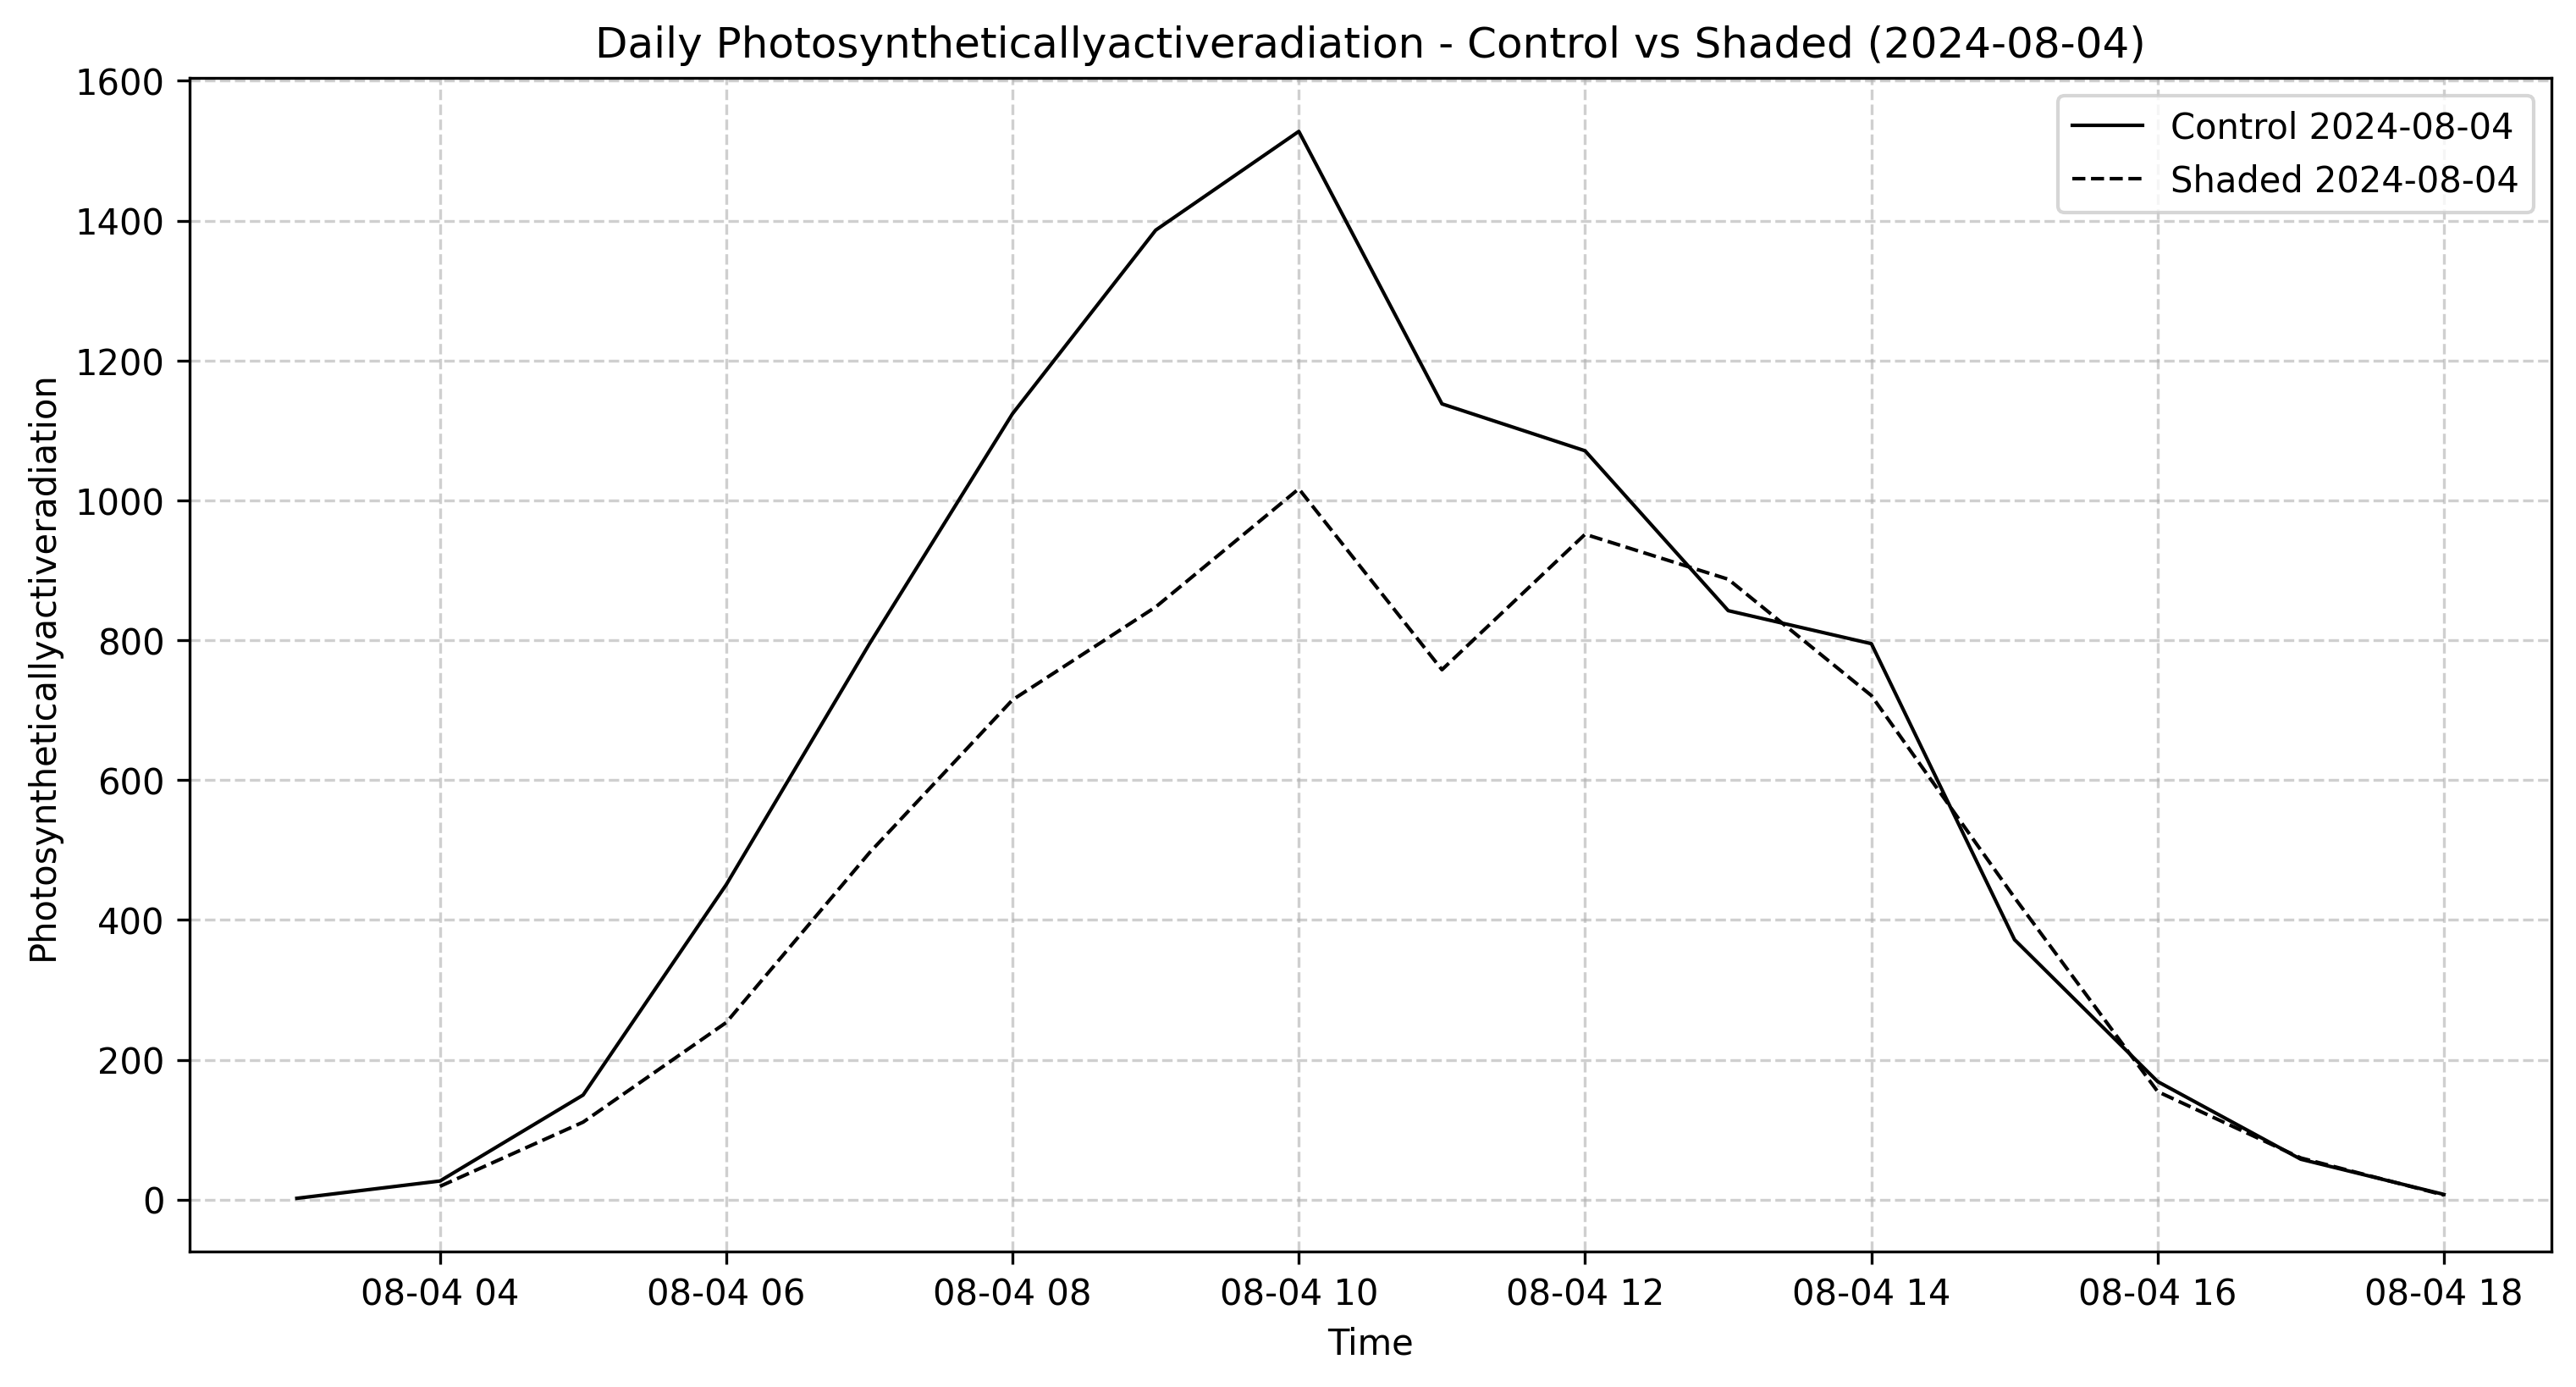 Daily Photosyntheticallyactiveradiation - Control vs Shaded (2024-08-04)
Control 2024-08-04
Shaded 2024-08-04
Photosyntheticallyactiveradiation
1600
1400
1200
1000
800
600
400
200
0
08-04 04 08-04 06 08-04 08 08-04 10 08-04 12 08-04 14 08-04 16 08-04 18
Time